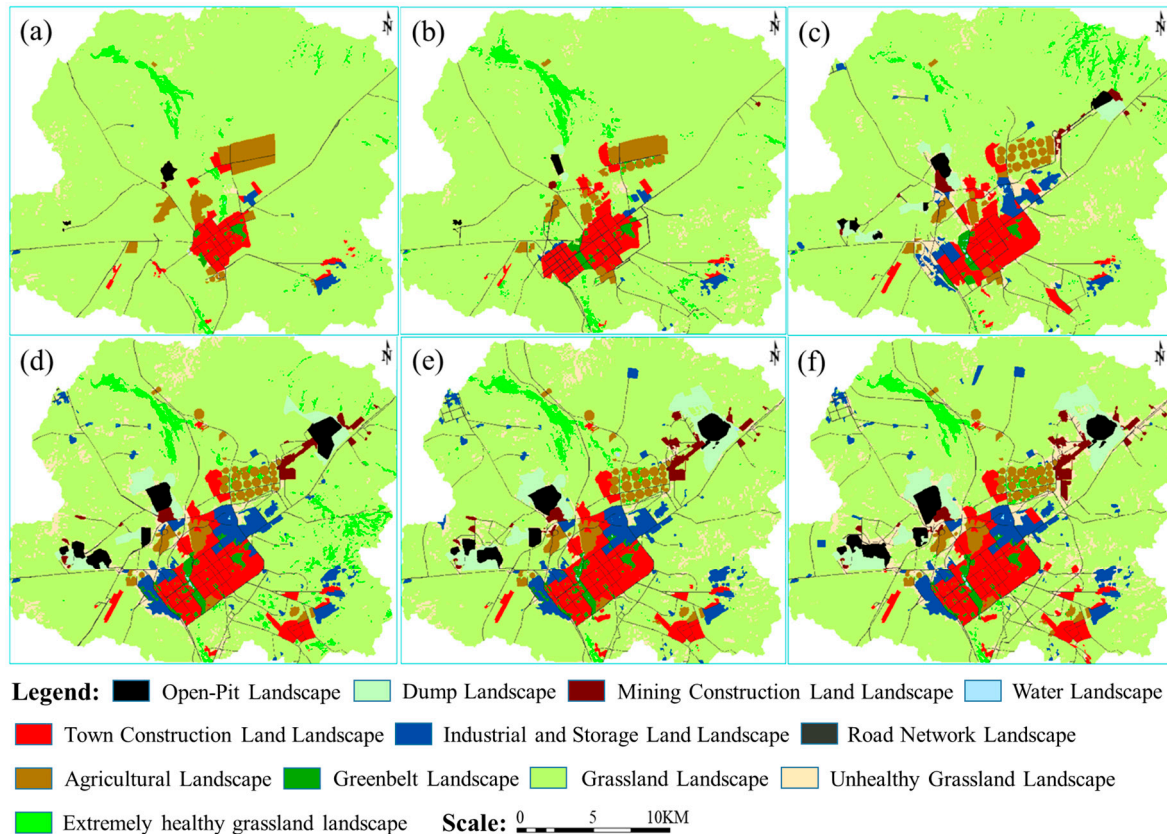 (a) N (b) N (c) N
(d) N (e) N (f) N
Legend: Open-Pit Landscape Dump Landscape Mining Construction Land Landscape Water Landscape
Town Construction Land Landscape Industrial and Storage Land Landscape Road Network Landscape
Agricultural Landscape Greenbelt Landscape Grassland Landscape Unhealthy Grassland Landscape
Extremely healthy grassland landscape Scale: 0 5 10KM